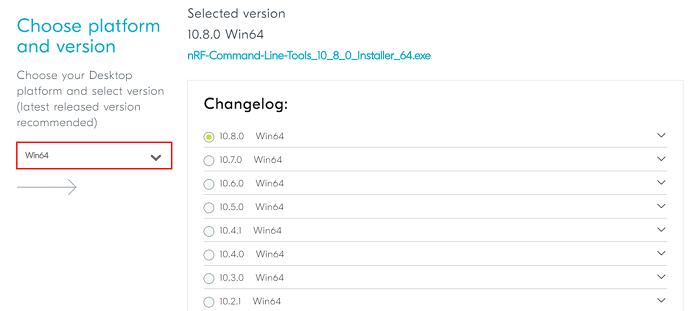 Choose platform
and version
Choose your Desktop
platform and select version
(latest released version
recommended)
Win64
Selected version
10.8.0 Win64
nRF-Command-Line-Tools_10_8_0_Installer_64.exe
Changelog:
10.8.0 Win64
10.7.0 Win64
10.6.0 Win64
10.5.0 Win64
10.4.1 Win64
10.4.0 Win64
10.3.0 Win64
10.2.1 Win64